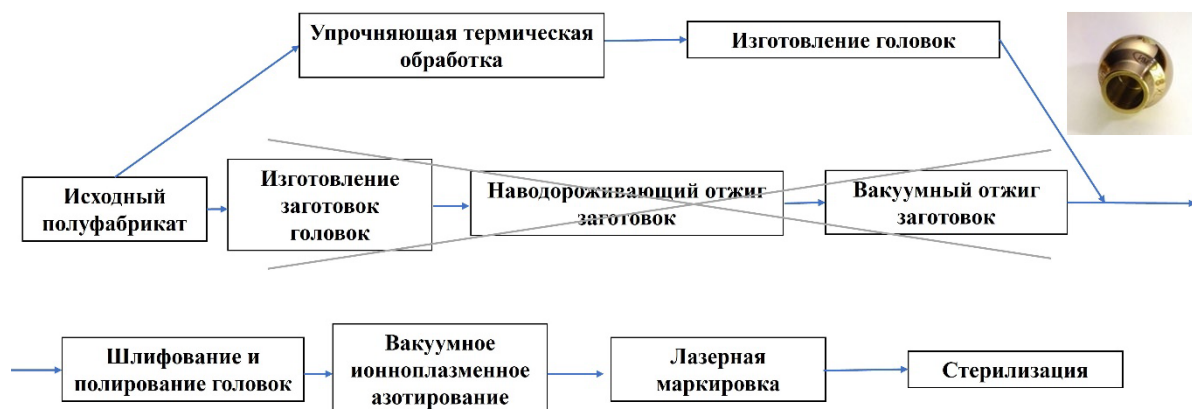 Упрочняющая термическая
обработка
Изготовление головок
Исходный
полуфабрикат
Изготовление
заготовок
головок
Наводороживающий отжиг
заготовок
Вакуумный отжиг
заготовок
Шлифование и
полирование головок
Вакуумное
ионноплазменное
азотирование
Лазерная
маркировка
Стерилизация